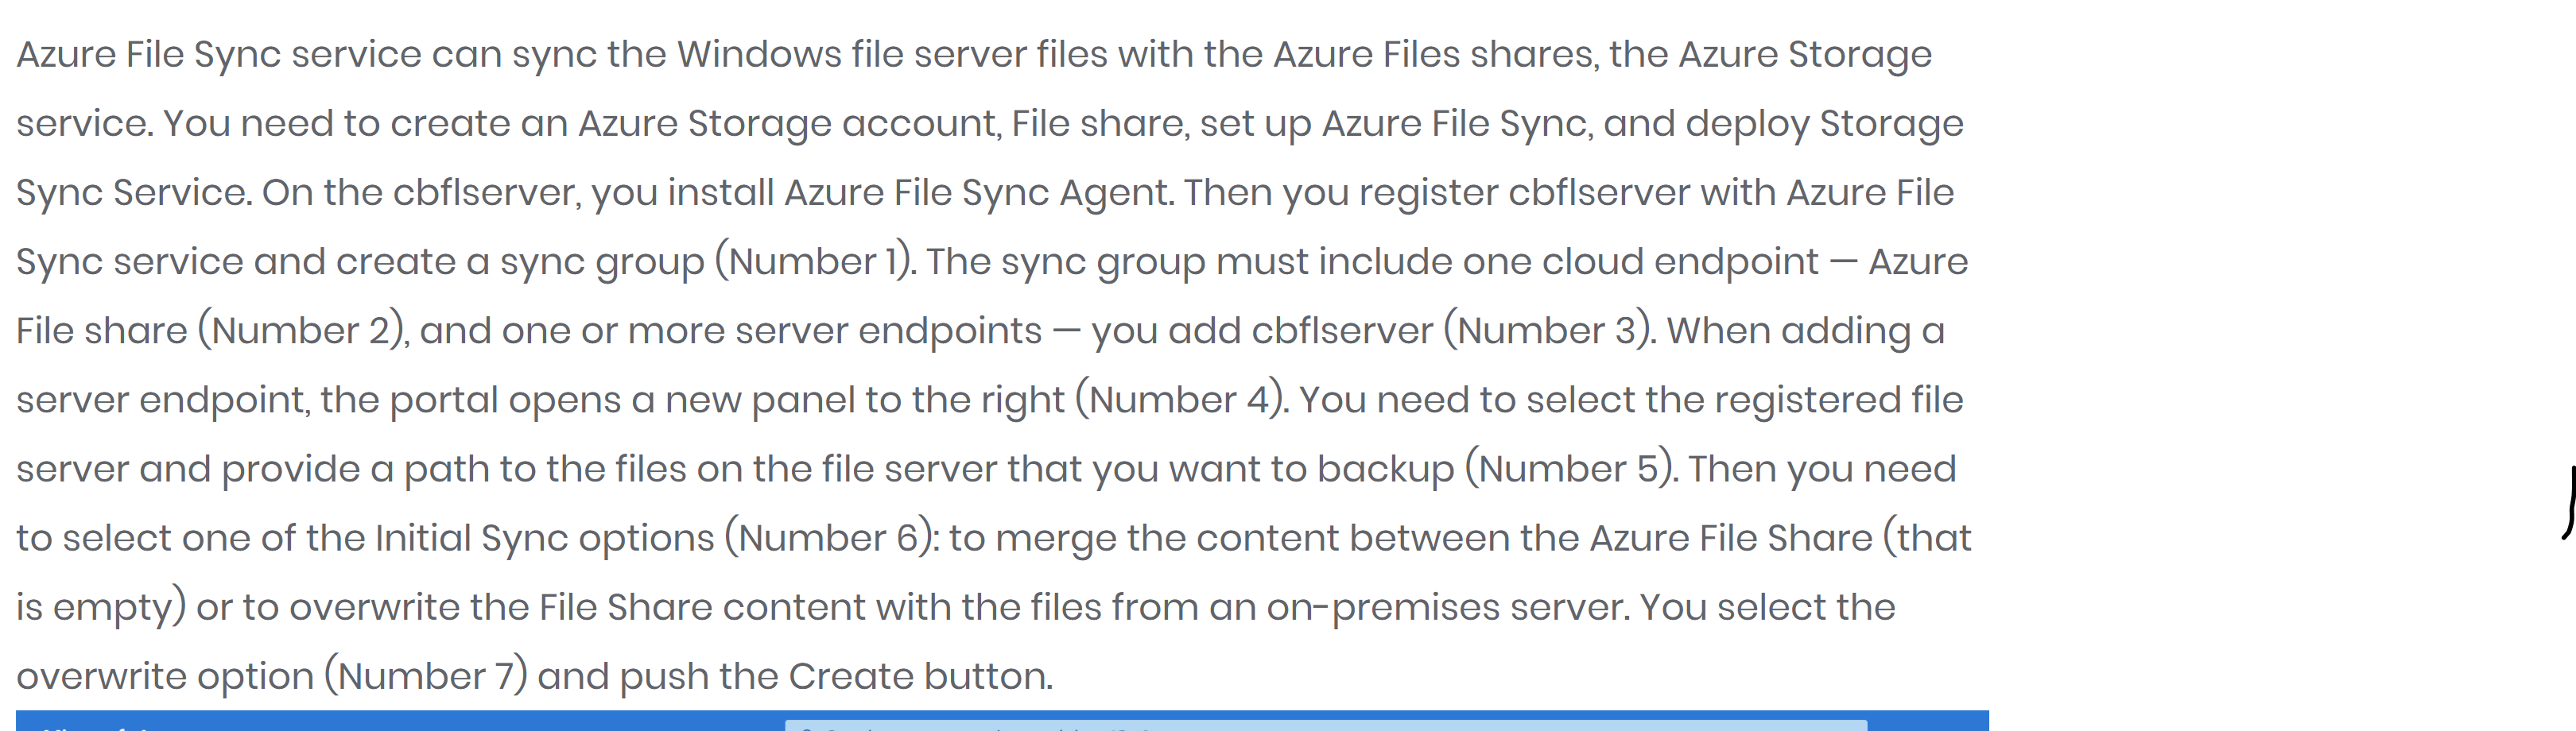 Azure File Sync service can sync the Windows file server files with the Azure Files shares, the Azure Storage
service. You need to create an Azure Storage account, File share, set up Azure File Sync, and deploy Storage
Sync Service. On the cbflserver, you install Azure File Sync Agent. Then you register cbflserver with Azure File
Sync service and create a sync group (Number 1). The sync group must include one cloud endpoint — Azure
File share (Number 2), and one or more server endpoints — you add cbflserver (Number 3). When adding a
server endpoint, the portal opens a new panel to the right (Number 4). You need to select the registered file
server and provide a path to the files on the file server that you want to backup (Number 5). Then you need
to select one of the Initial Sync options (Number 6): to merge the content between the Azure File Share (that
is empty) or to overwrite the File Share content with the files from an on-premises server. You select the
overwrite option (Number 7) and push the Create button.